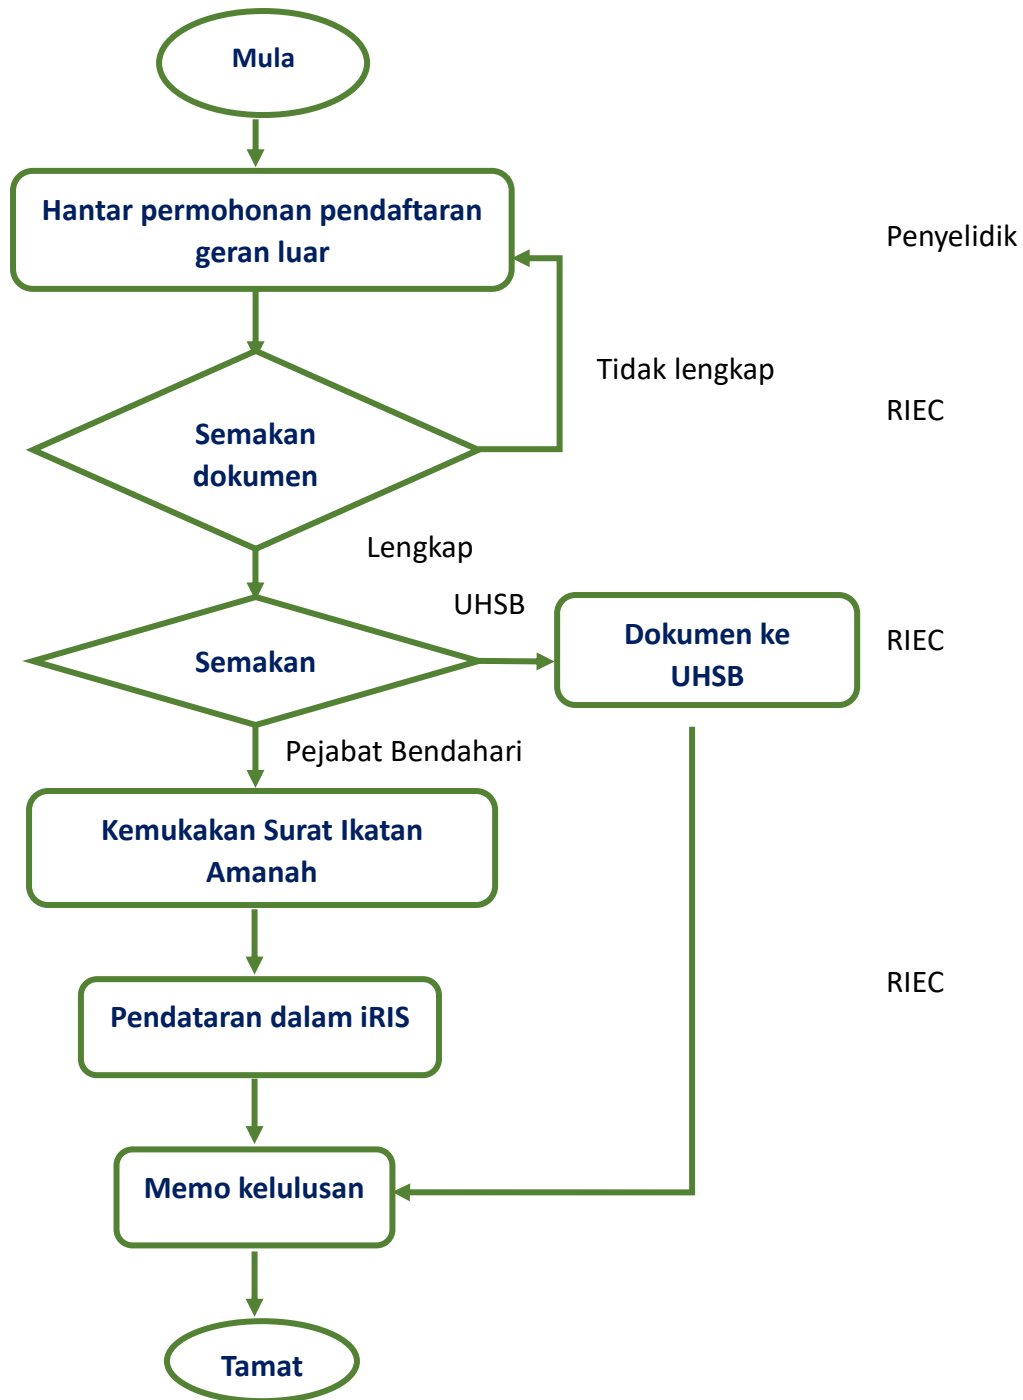 Mula
Hantar permohonan pendaftaran
geran luar
Penyelidik
Tidak lengkap
RIEC
Semakan
dokumen
Lengkap
UHSB
Dokumen ke
UHSB
RIEC
Semakan
Pejabat Bendahari
Kemukakan Surat Ikatan
Amanah
RIEC
Pendataran dalam iRIS
Memo kelulusan
Tamat